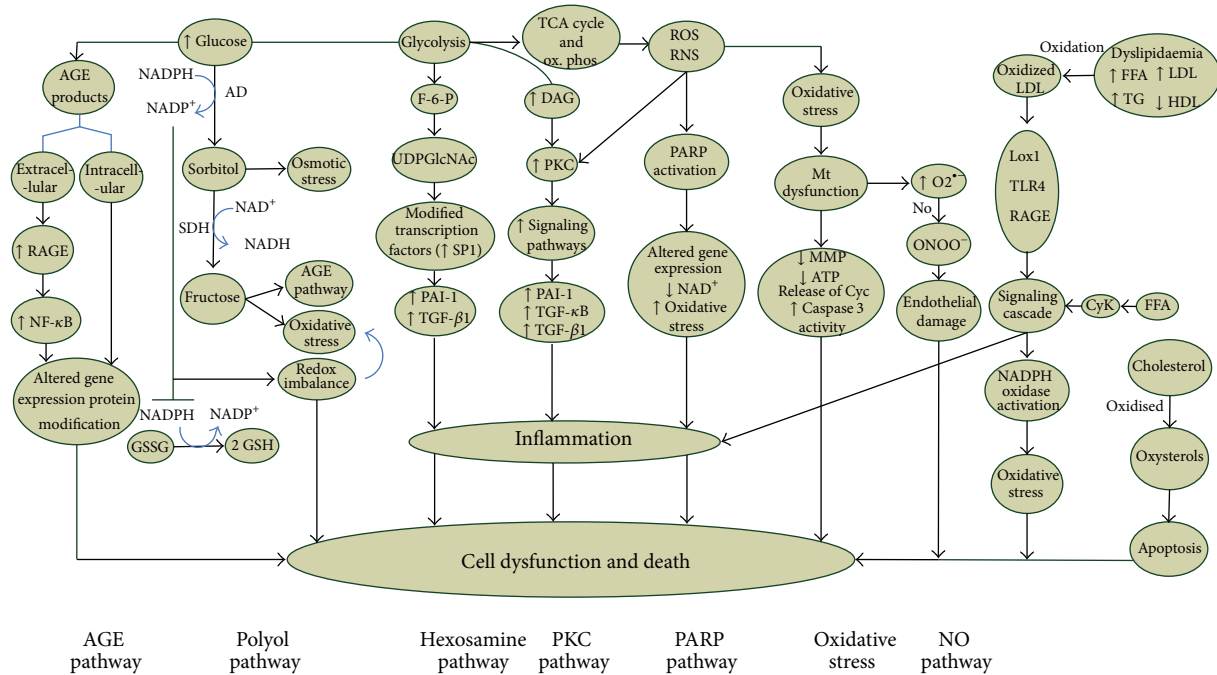 ↑ Glucose
Glycolysis
TCA cycle
and
ox. phos
ROS
RNS
AGE
products
NADPH
AD
NADP⁺
F-6-P
↑ DAG
Oxidative
stress
Oxidation
Oxidized
LDL
Dyslipidaemia
↑ FFA ↑ LDL
↑ TG ↓ HDL
Extracel-
-lular
Intracell-
-ular
Sorbitol
Osmotic
stress
UDPGlcNAc
↑ PKC
PARP
activation
Mt
dysfunction
↑ O2•−
No
ONOO⁻
Lox1
TLR4
RAGE
SDH
NAD⁺
NADH
↑ RAGE
Modified
transcription
factors (↑ SP1)
↑ Signaling
pathways
Altered gene
expression
↓ NAD⁺
↑ Oxidative
stress
↓ MMP
↓ ATP
Release of Cyc
↑ Caspase 3
activity
Endothelial
damage
Signaling
cascade
CyK
FFA
Fructose
AGE
pathway
Oxidative
stress
↑ NF-κB
↑ PAI-1
↑ TGF-β1
↑ PAI-1
↑ TGF-κB
↑ TGF-β1
Redox
imbalance
Altered gene
expression protein
modification
NADPH
NADP⁺
GSSG
2 GSH
Inflammation
NADPH
oxidase
activation
Cholesterol
Oxidised
Oxidative
stress
Oxysterols
Apoptosis
Cell dysfunction and death
AGE
pathway
Polyol
pathway
Hexosamine
pathway
PKC
pathway
PARP
pathway
Oxidative
stress
NO
pathway